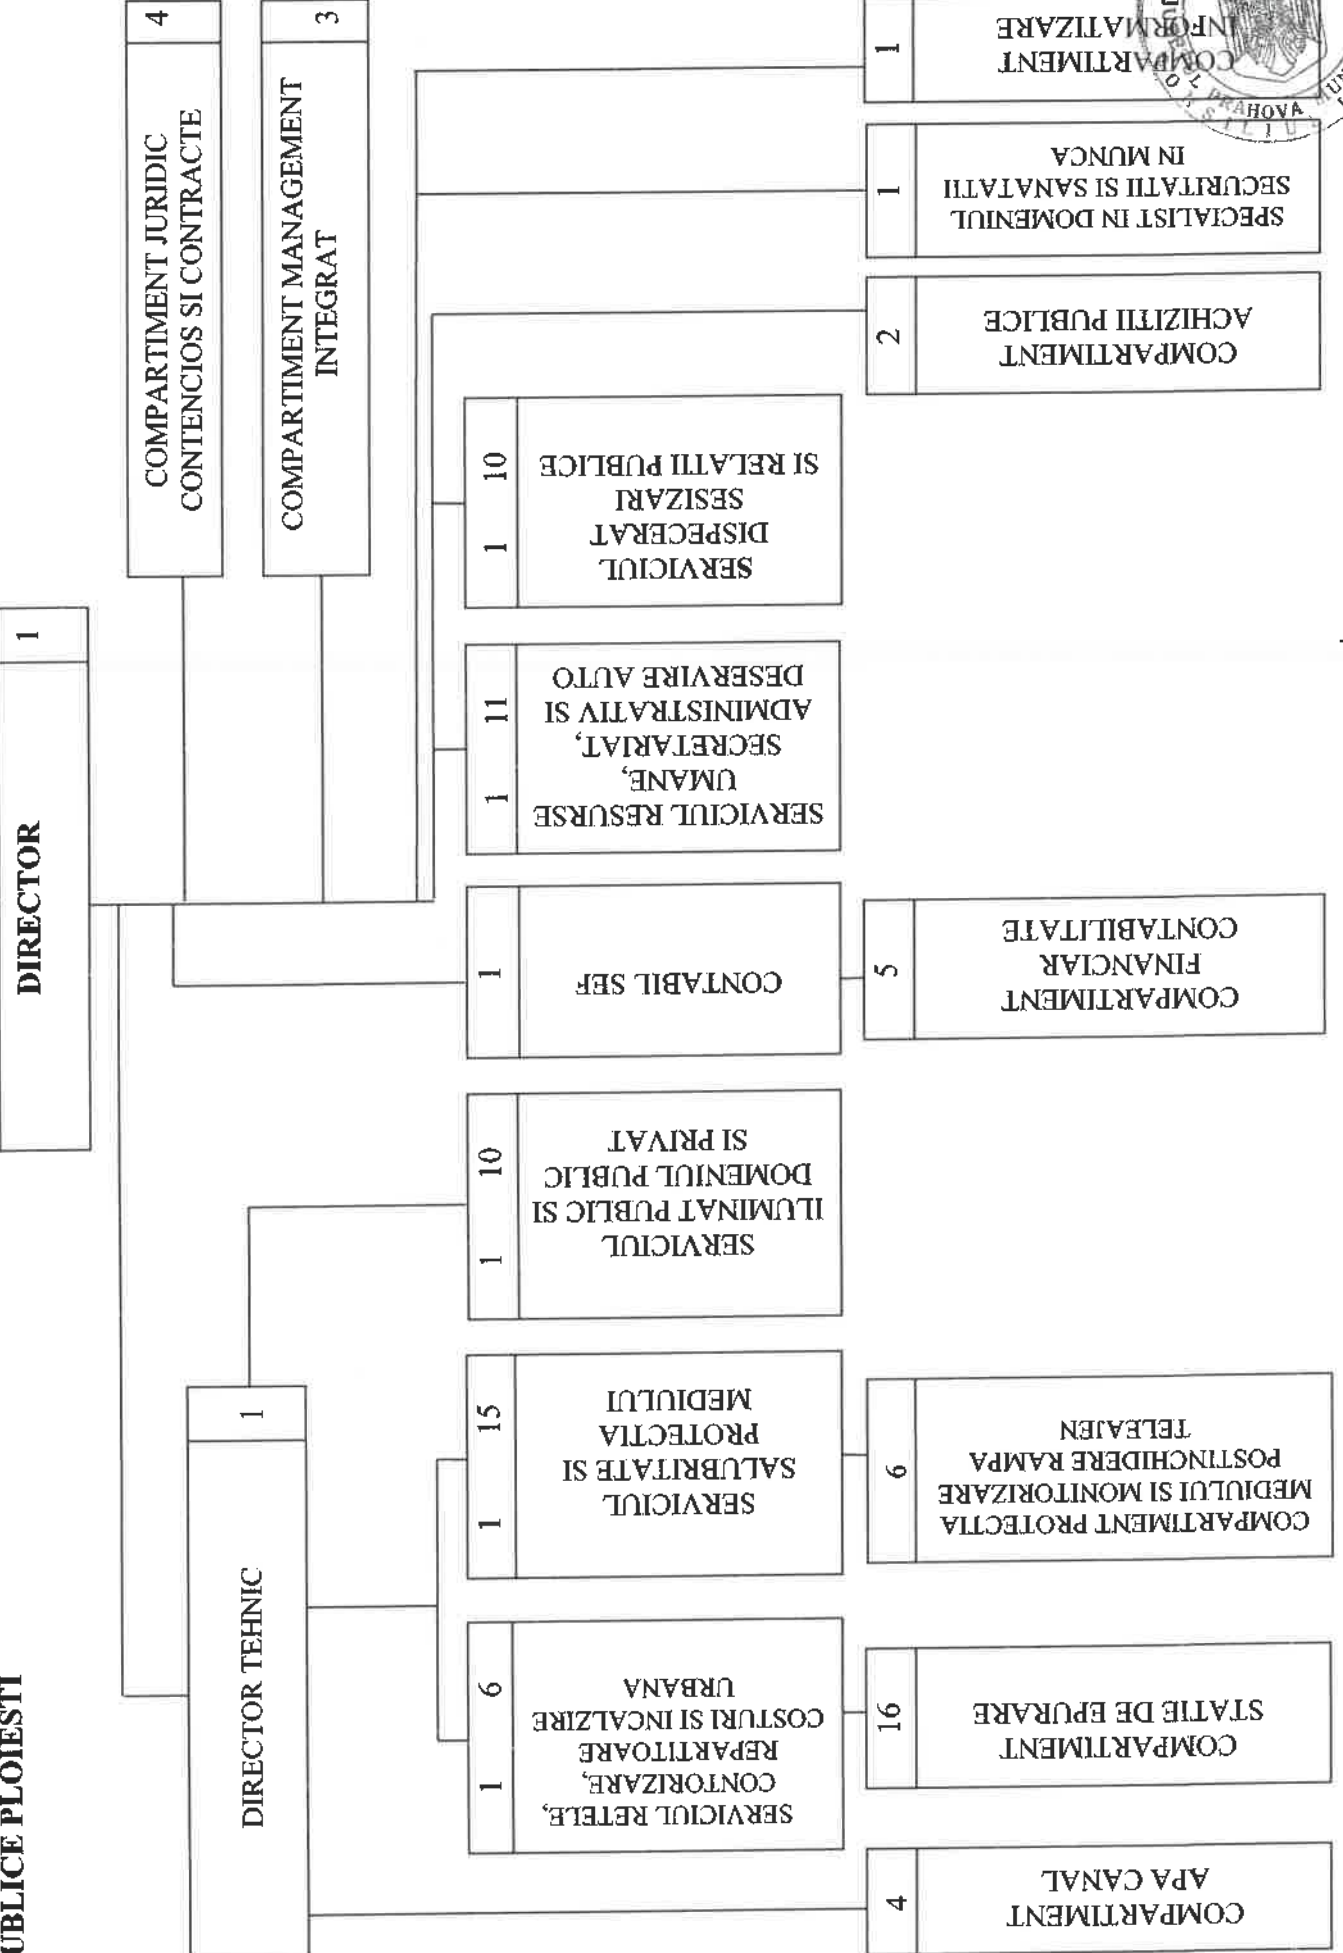 UBLICE PLOIESTI
DIRECTOR
1
COMPARTIMENT JURIDIC
CONTENCIOS SI CONTRACTE
4
COMPARTIMENT MANAGEMENT
INTEGRAT
3
DIRECTOR TEHNIC
1
1 6
SERVICIUL RETELE,
CONTORIZARE,
REPARTITOARE
COSTURI SI INCALZIRE
URBANA
1 15
SERVICIUL
SALUBRITATE SI
PROTECTIA
MEDIULUI
1 10
SERVICIUL
ILUMINAT PUBLIC SI
DOMENIUL PUBLIC
SI PRIVAT
1
CONTABIL SEF
1 11
SERVICIUL RESURSE
UMANE,
SECRETARIAT,
ADMINISTRATIV SI
DESERVIRE AUTO
1 10
SERVICIUL
DISPECERAT
SESIZARI
SI RELATII PUBLICE
4
COMPARTIMENT
APA CANAL
16
COMPARTIMENT
STATIE DE EPURARE
6
COMPARTIMENT PROTECTIA
MEDIULUI SI MONITORIZARE
POSTINCHIDERE RAMPA
TELEAJEN
5
COMPARTIMENT
FINANCIAR
CONTABILITATE
2
COMPARTIMENT
ACHIZITII PUBLICE
1
SPECIALIST IN DOMENIUL
SECURITATII SI SANATATII
IN MUNCA
1
COMPARTIMENT
INFORMATIZARE
PRAHOVA